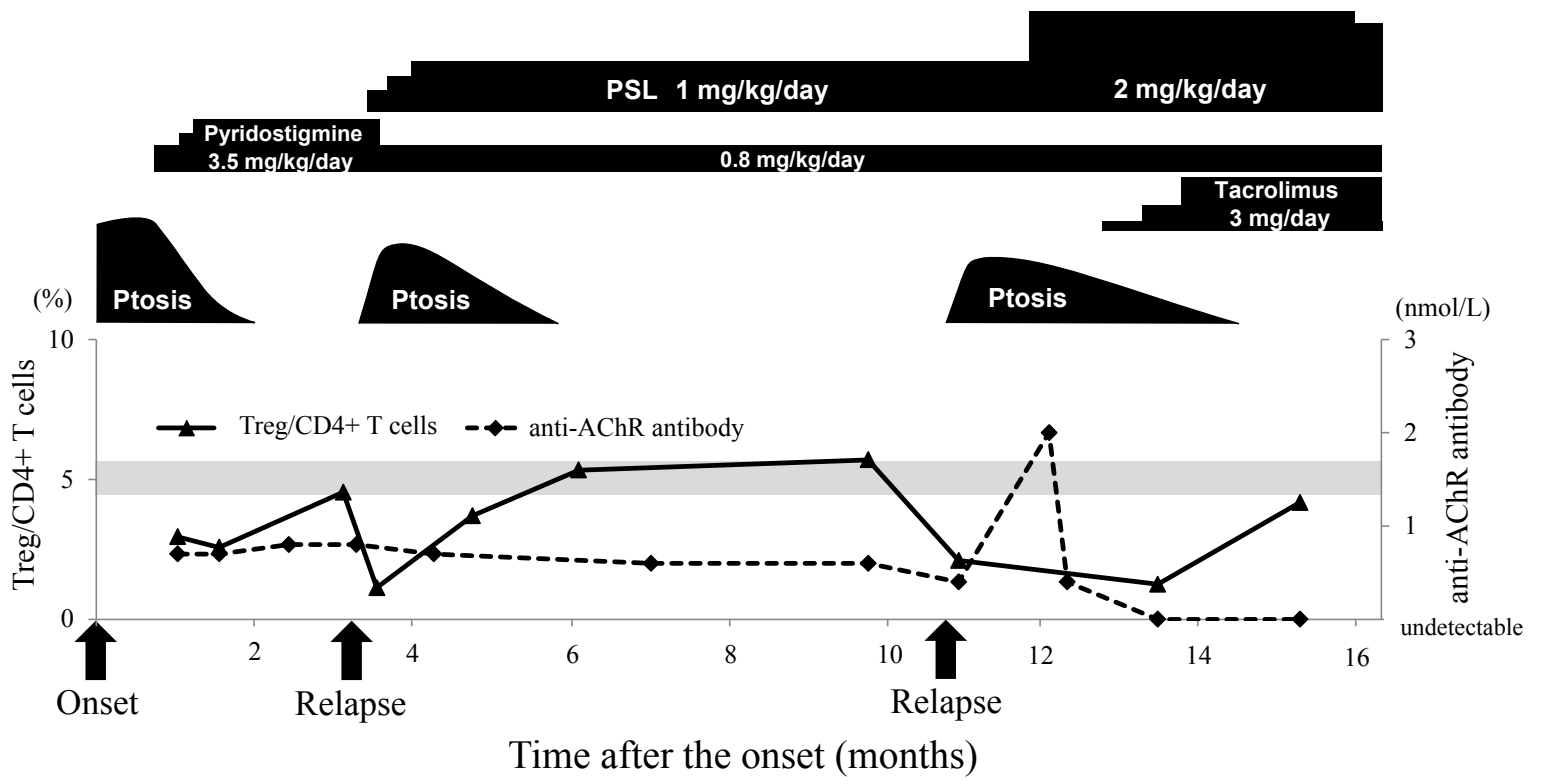 PSL 1 mg/kg/day
2 mg/kg/day
Pyridostigmine
3.5 mg/kg/day
0.8 mg/kg/day
Tacrolimus
3 mg/day
Ptosis
Ptosis
Ptosis
(%)
(nmol/L)
10
5
0
Treg/CD4+ T cells
Treg/CD4+ T cells
anti-AChR antibody
3
2
1
undetectable
anti-AChR antibody
2
4
6
8
10
12
14
16
Onset
Relapse
Relapse
Time after the onset (months)